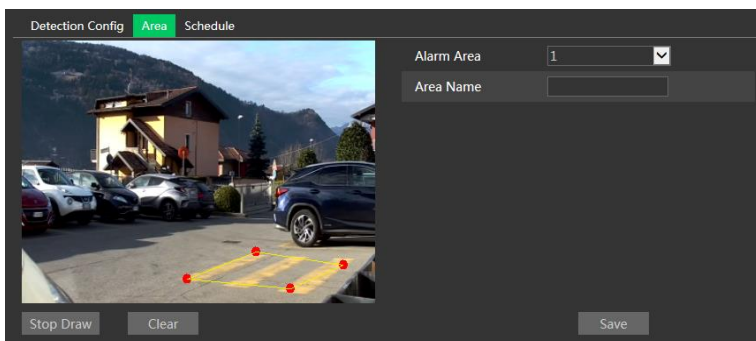 Detection Config Area Schedule
Alarm Area 1
Area Name
Stop Draw Clear Save